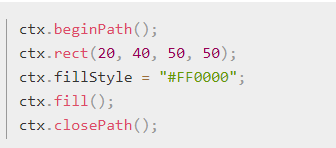 ctx.beginPath();
ctx.rect(20, 40, 50, 50);
ctx.fillStyle = "#FF0000";
ctx.fill();
ctx.closePath();